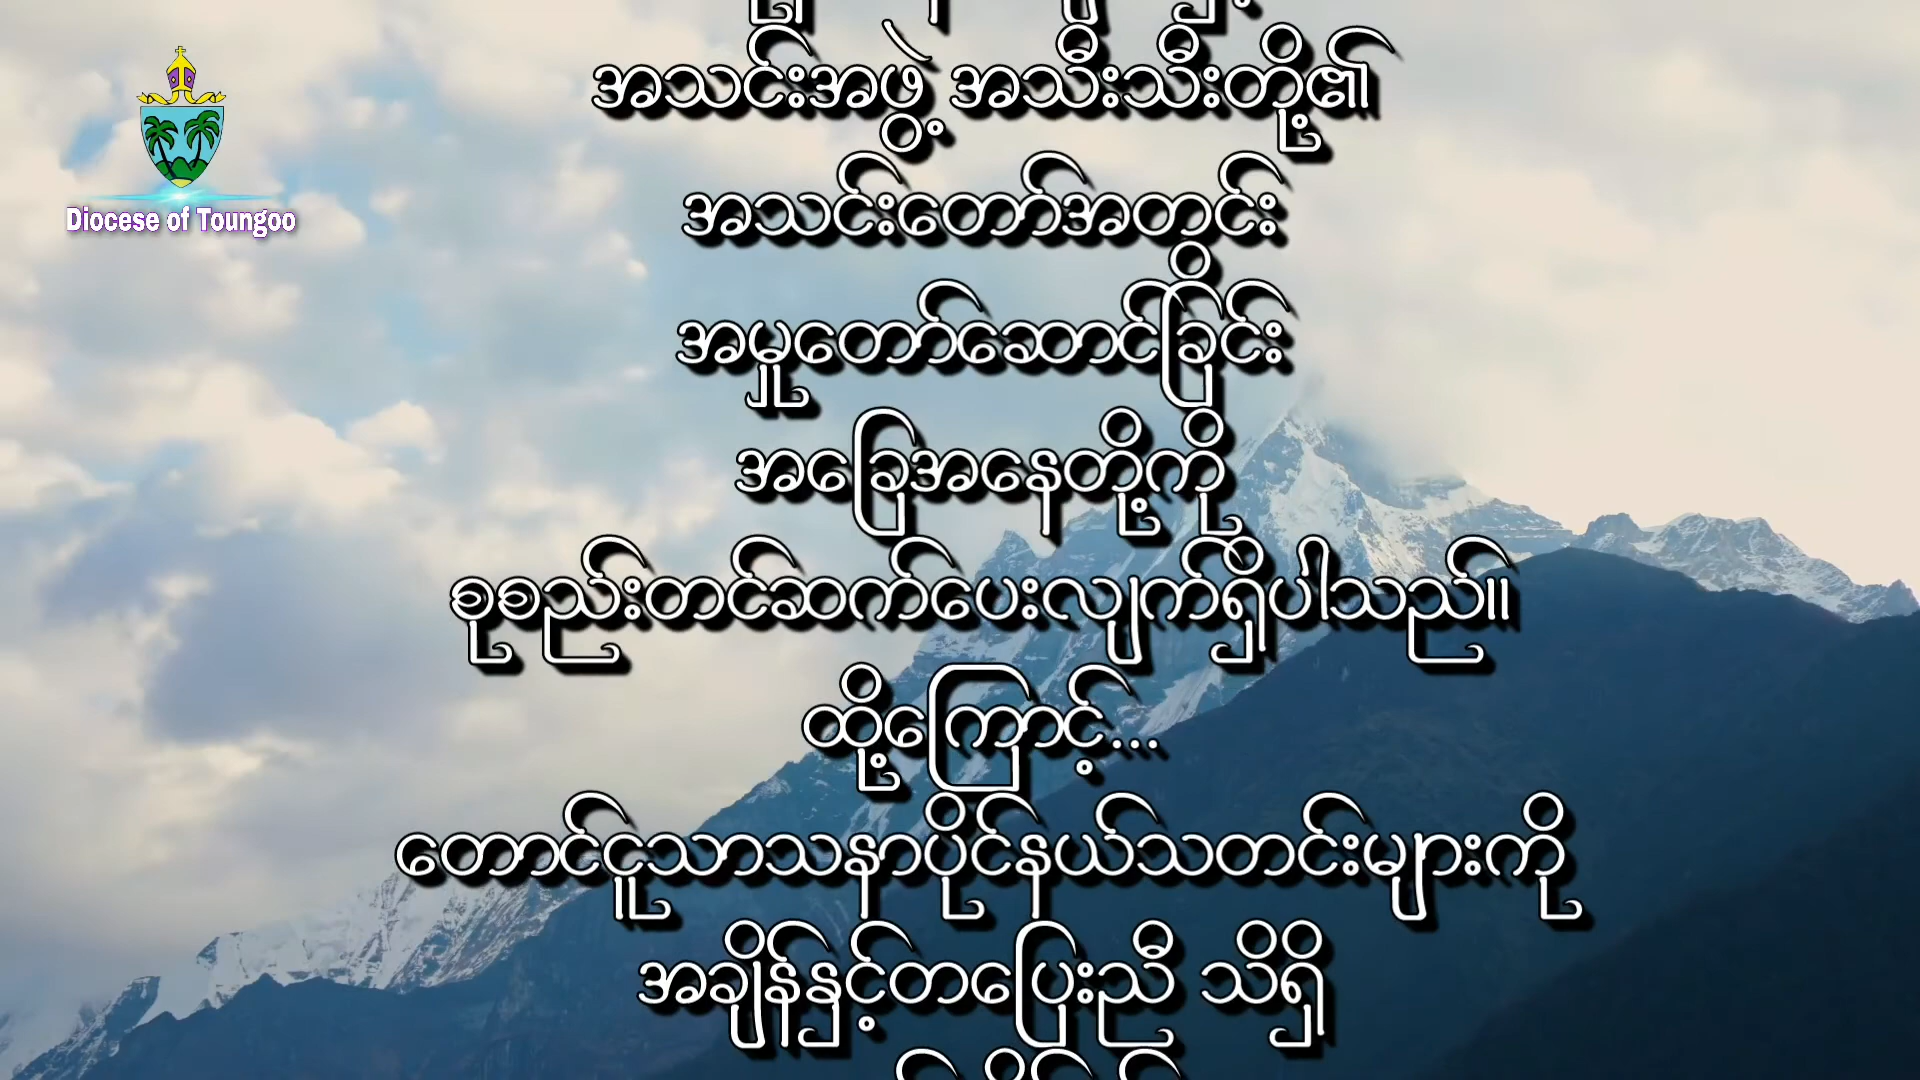 Diocese of Toungoo
အသင်းအဖွဲ့ အသီးသီးတို့၏
အသင်းတော်အတွင်း
အမှုတော်ဆောင်ခြင်း
အခြေအနေတို့ကို
စုစည်းတင်ဆက်ပေးလျက်ရှိပါသည်။
ထို့ကြောင့်...
တောင်ငူသာသနာပိုင်နယ်သတင်းများကို
အချိန်နှင့်တပြေးညီ သိရှိ